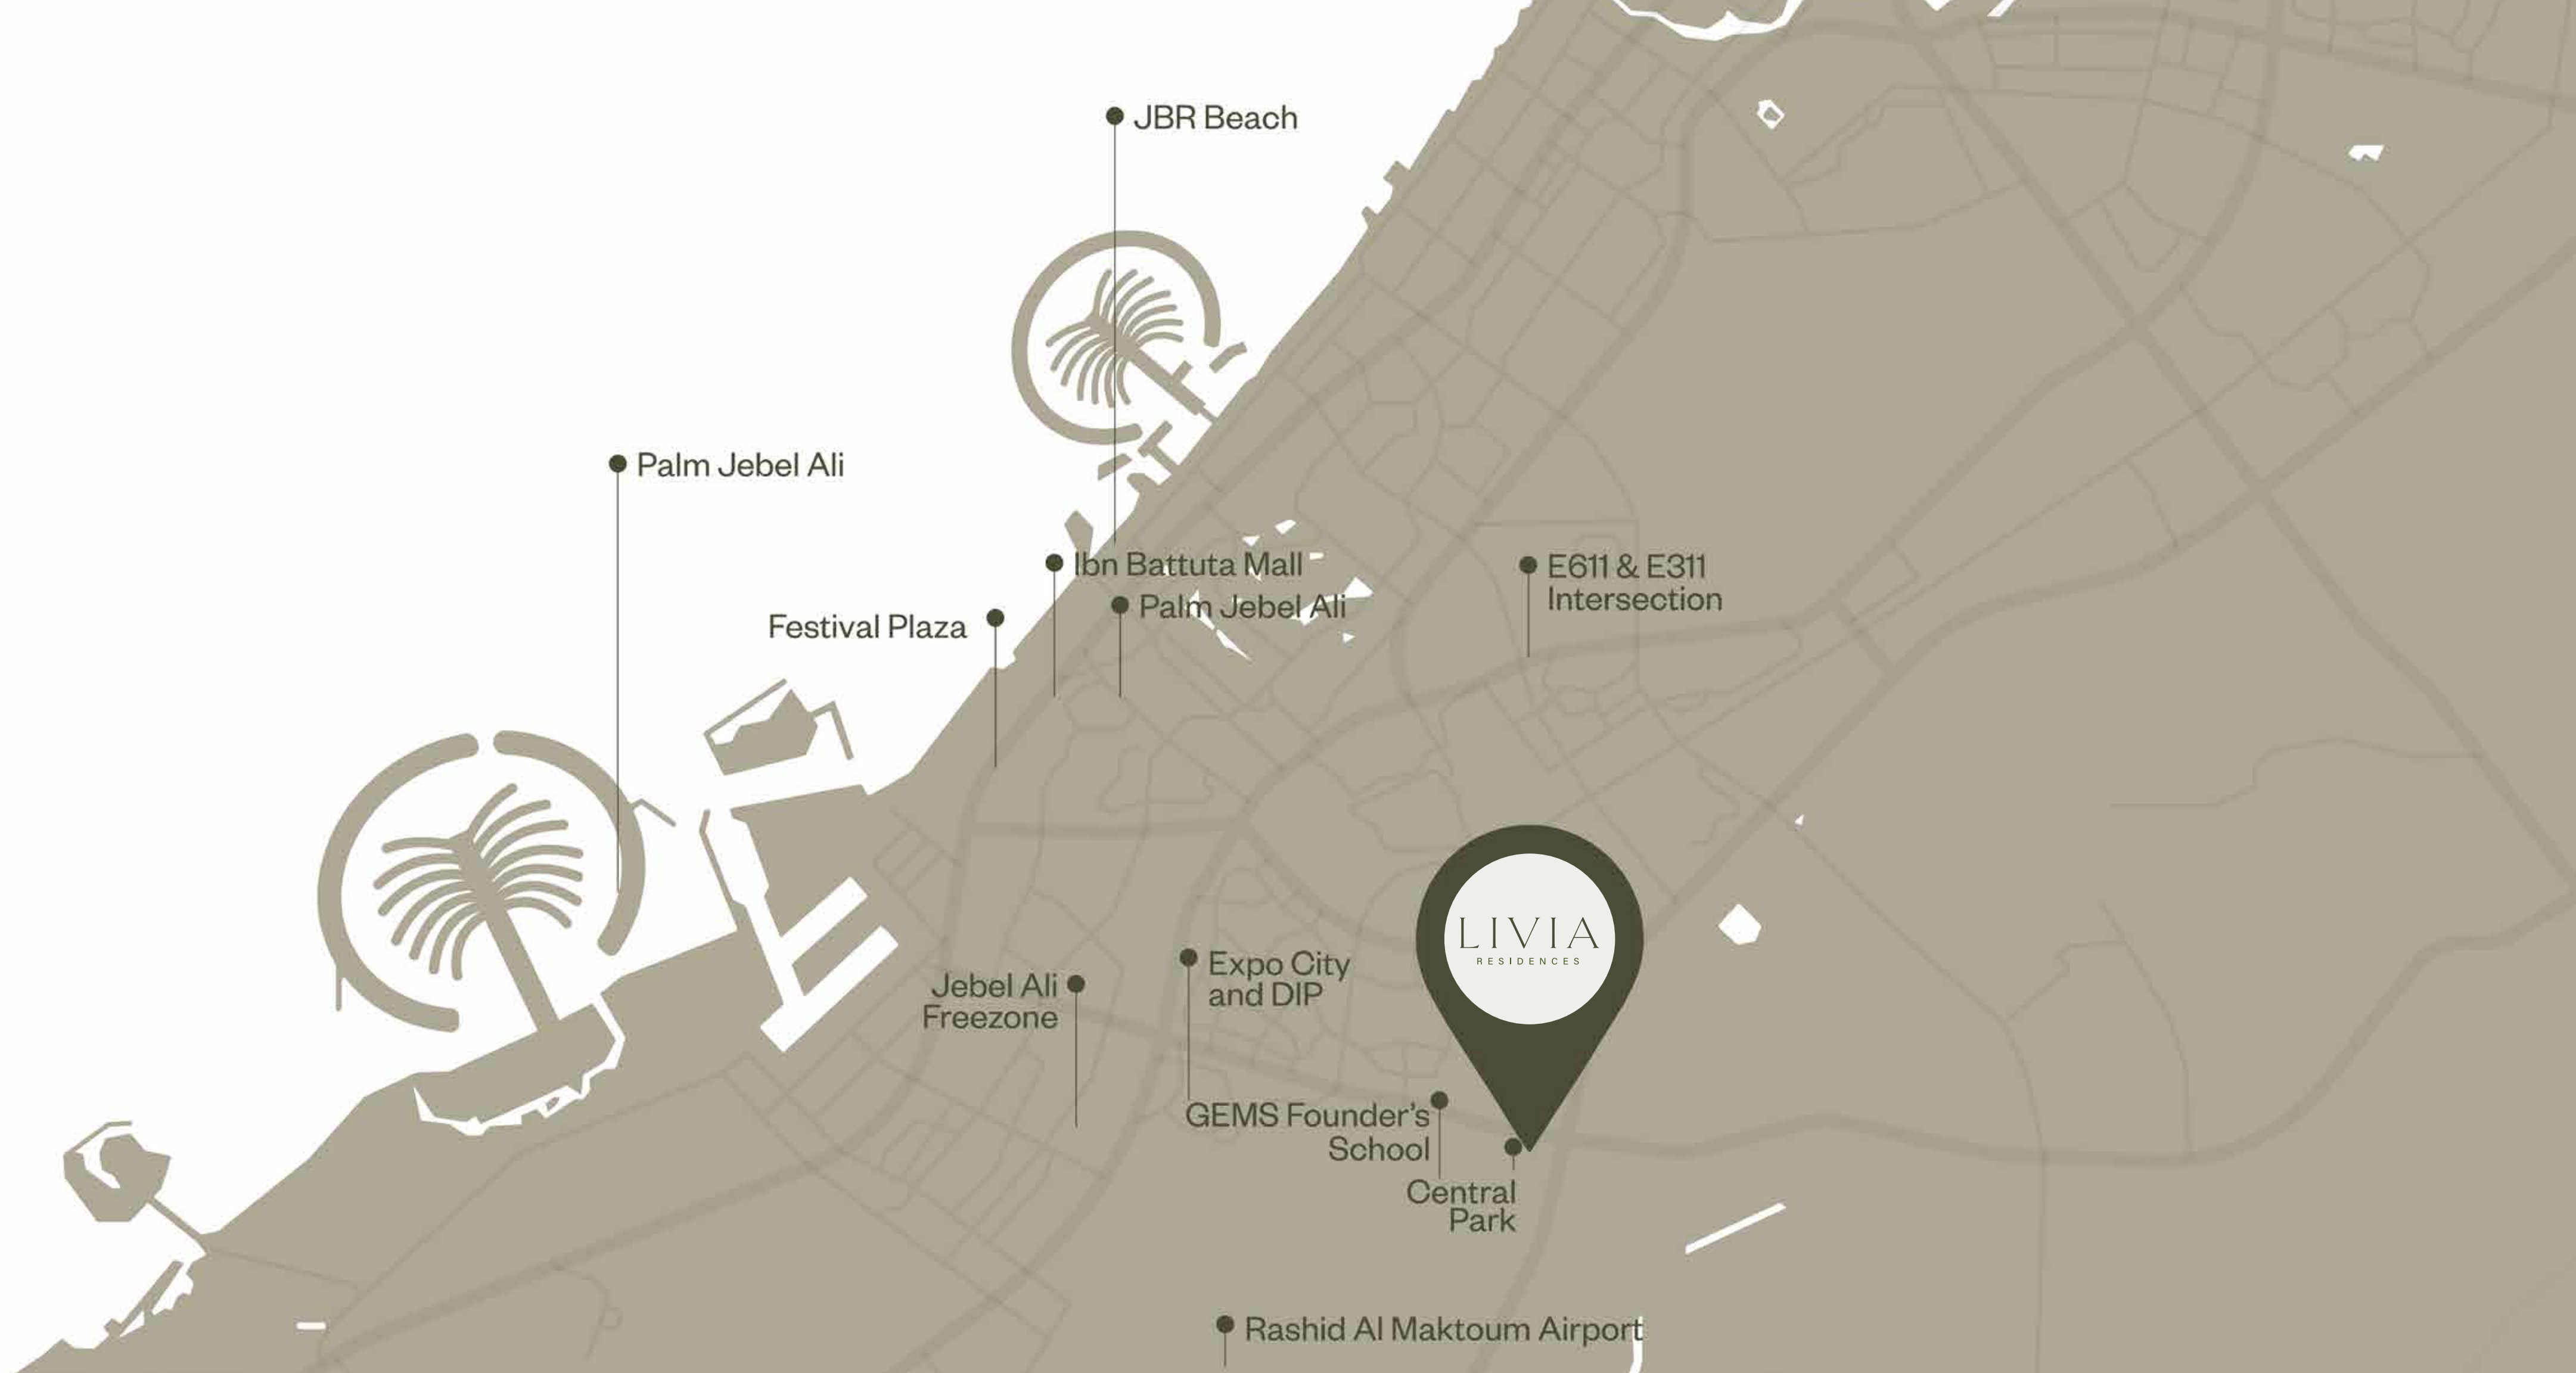 JBR Beach
Palm Jebel Ali
Ibn Battuta Mall
E611 & E311
Intersection
Palm Jebel Ali
Festival Plaza
LIVIA
RESIDENCES
Expo City
and DIP
Jebel Ali
Freezone
GEMS Founder's
School
Central
Park
Rashid Al Maktoum Airport